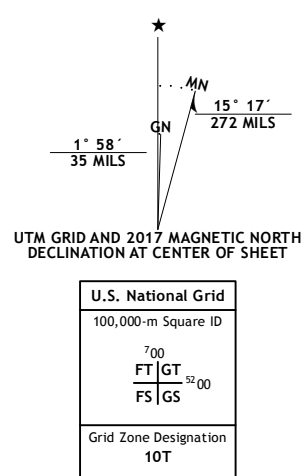 ★
MN
GN
15° 17´
272 MILS
1° 58´
35 MILS
UTM GRID AND 2017 MAGNETIC NORTH
DECLINATION AT CENTER OF SHEET
U.S. National Grid
100,000-m Square ID
700
FT GT
5200
FS GS
Grid Zone Designation
10T